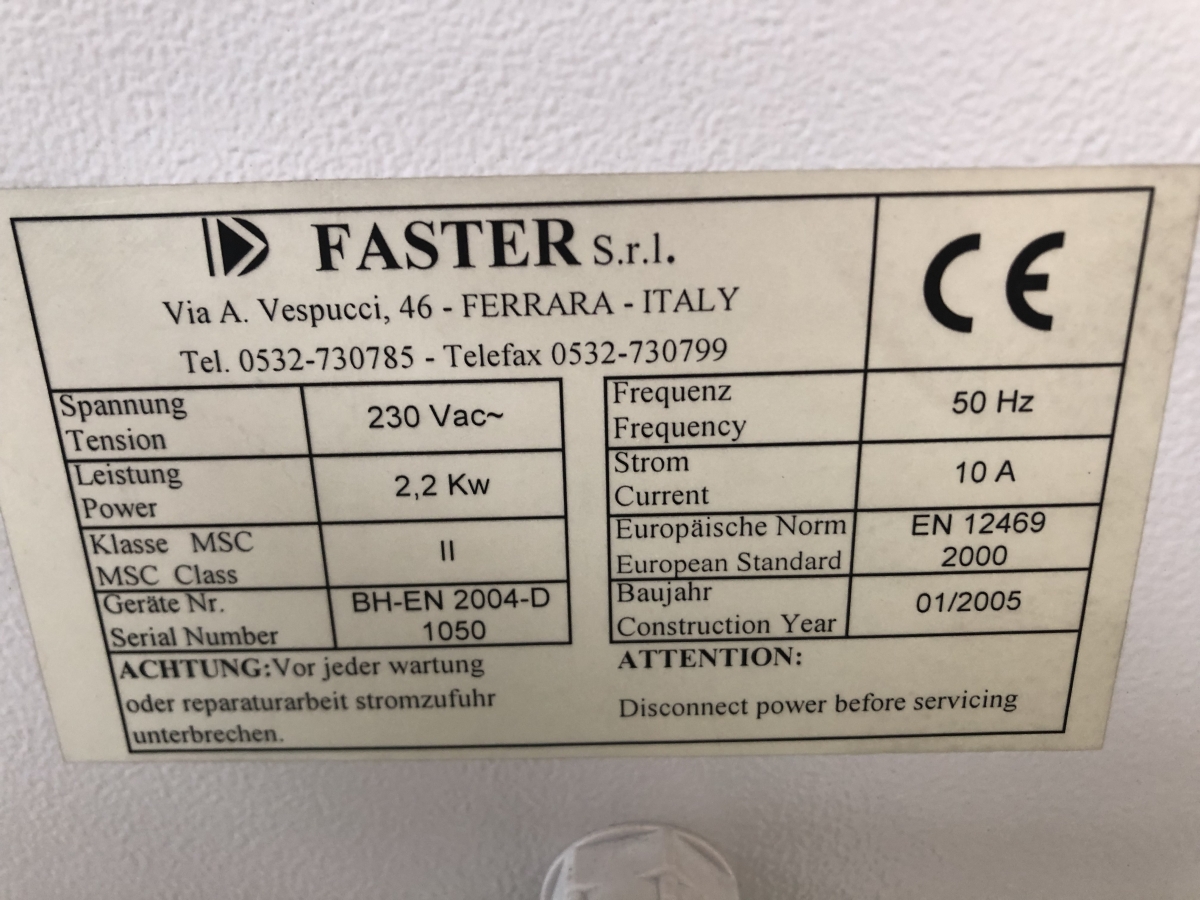 FASTER S.r.l.
Via A. Vespucci, 46 - FERRARA - ITALY
Tel. 0532-730785 - Telefax 0532-730799
CE
Spannung
Tension
230 Vac~
Frequenz
Frequency
50 Hz
Leistung
Power
2,2 Kw
Strom
Current
10 A
Klasse MSC
MSC Class
II
Europäische Norm
European Standard
EN 12469
2000
Geräte Nr.
Serial Number
BH-EN 2004-D
1050
Baujahr
Construction Year
01/2005
ACHTUNG:Vor jeder wartung
oder reparaturarbeit stromzufuhr
unterbrechen.
ATTENTION:
Disconnect power before servicing